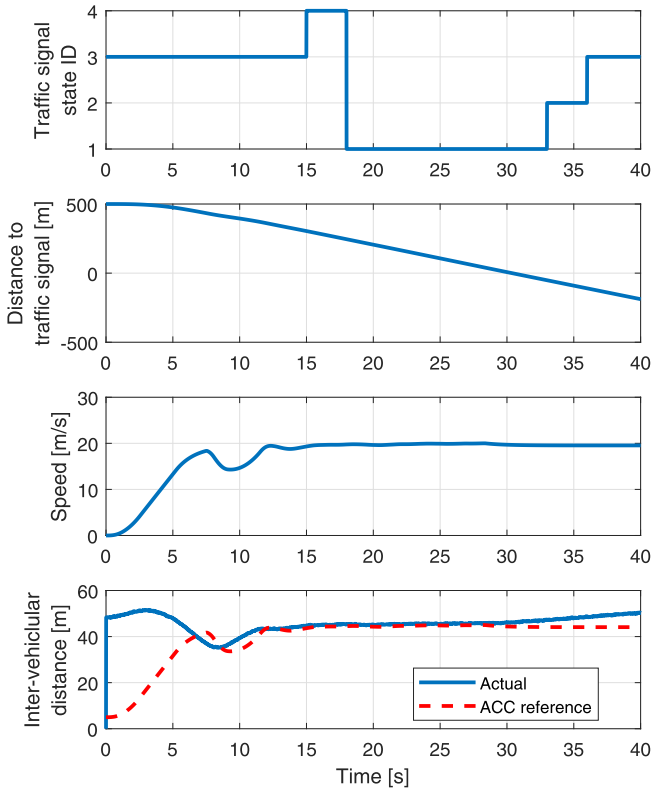 Traffic signal
state ID
4
3
2
1
0 5 10 15 20 25 30 35 40
Distance to
traffic signal [m]
500
0
-500
0 5 10 15 20 25 30 35 40
Speed [m/s]
30
20
10
0
0 5 10 15 20 25 30 35 40
Inter-vehiclular
distance [m]
60
40
20
0
Actual
ACC reference
0 5 10 15 20 25 30 35 40
Time [s]